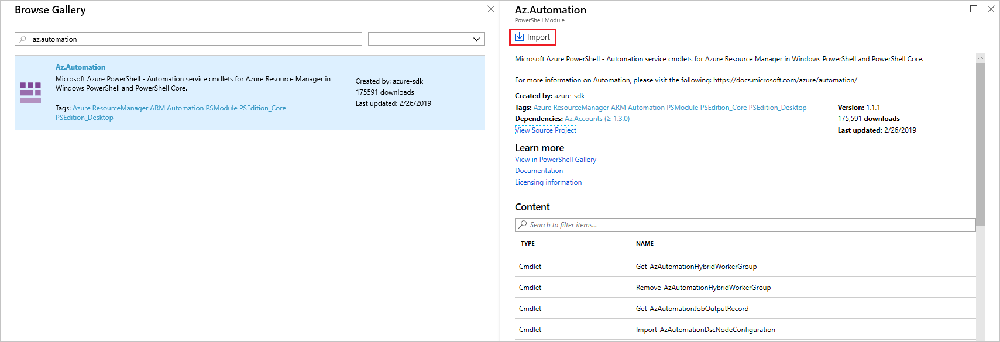 Browse Gallery
az.automation
Az.Automation
Microsoft Azure PowerShell - Automation service cmdlets for Azure Resource Manager in
Windows PowerShell and PowerShell Core.
Tags: Azure ResourceManager ARM Automation PSModule PSEdition_Core
PSEdition_Desktop
Created by: azure-sdk
175591 downloads
Last updated: 2/26/2019
Az.Automation
PowerShell Module
Import
Microsoft Azure PowerShell - Automation service cmdlets for Azure Resource Manager in Windows PowerShell and PowerShell Core.
For more information on Automation, please visit the following: https://docs.microsoft.com/azure/automation/
Created by: azure-sdk
Tags: Azure ResourceManager ARM Automation PSModule PSEdition_Core PSEdition_Desktop
Dependencies: Az.Accounts (≥ 1.3.0)
View Source Project
Version: 1.1.1
175,591 downloads
Last updated: 2/26/2019
Learn more
View in PowerShell Gallery
Documentation
Licensing information
Content
Search to filter items...
TYPE NAME
Cmdlet Get-AzAutomationHybridWorkerGroup
Cmdlet Remove-AzAutomationHybridWorkerGroup
Cmdlet Get-AzAutomationJobOutputRecord
Cmdlet Import-AzAutomationDscNodeConfiguration